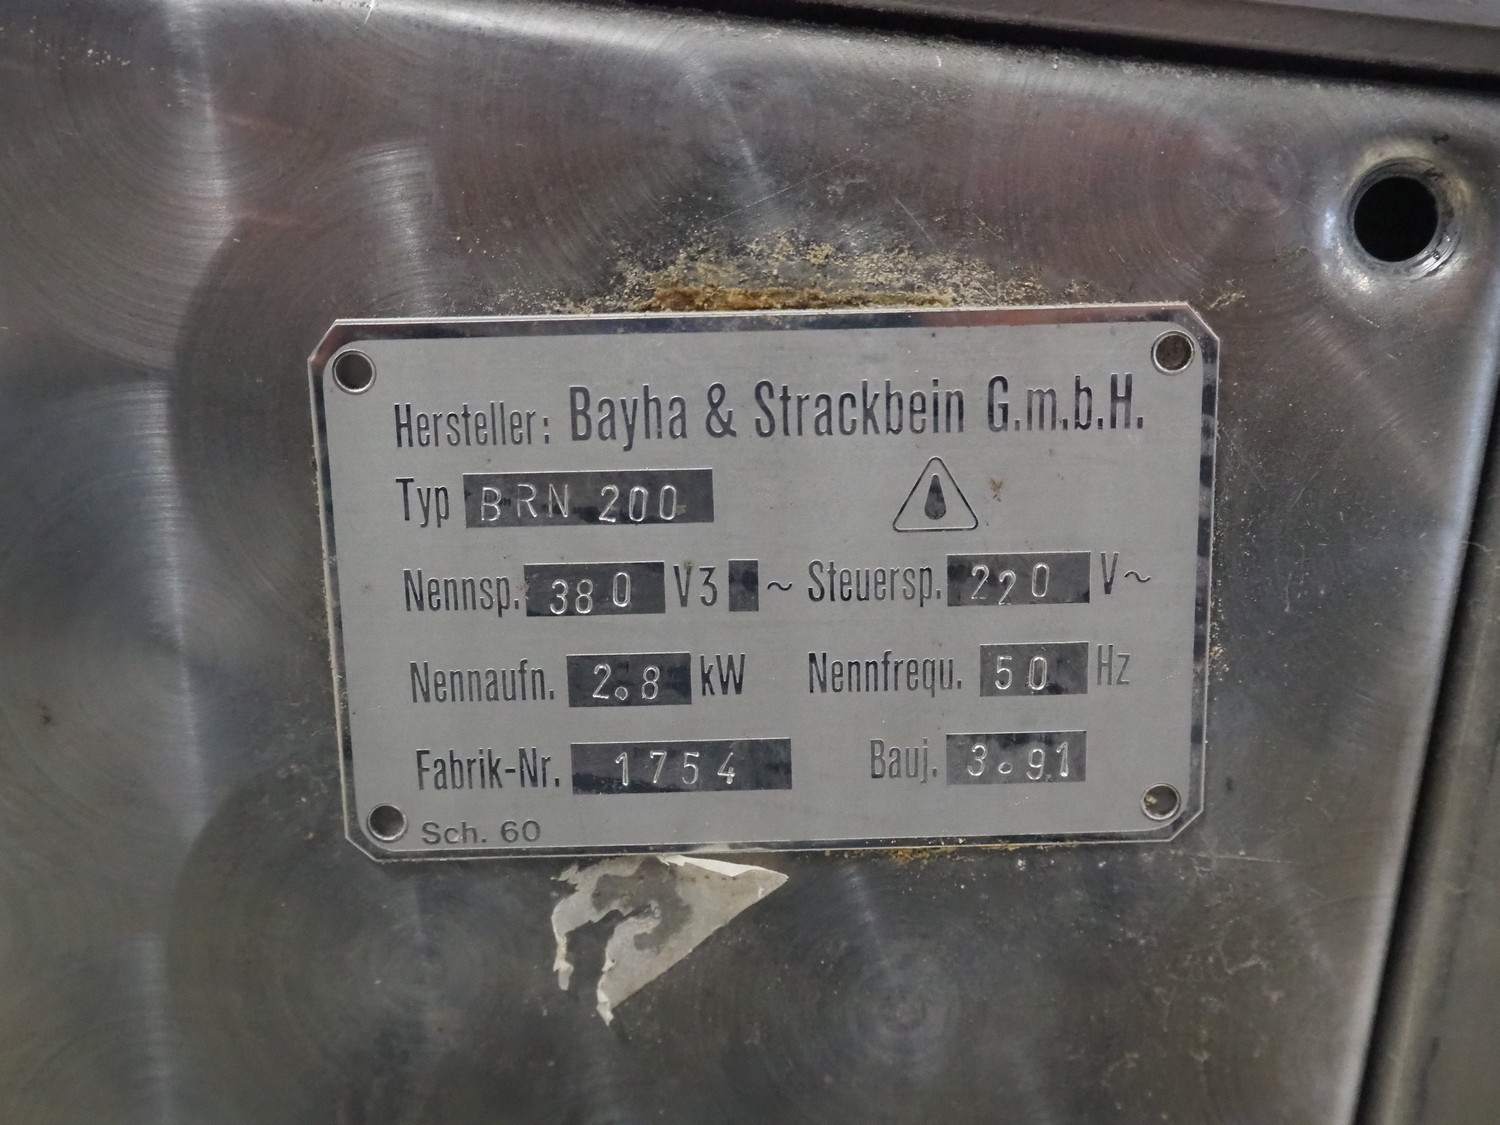 Hersteller: Bayha & Strackbein G.m.b.H.
Typ BRN 200
Nennsp. 380 V3 ~ Steuersp. 220 V~
Nennaufn. 2.8 kW Nennfrequ. 50 Hz
Fabrik-Nr. 1754 Bauj. 3.91
Sch. 60